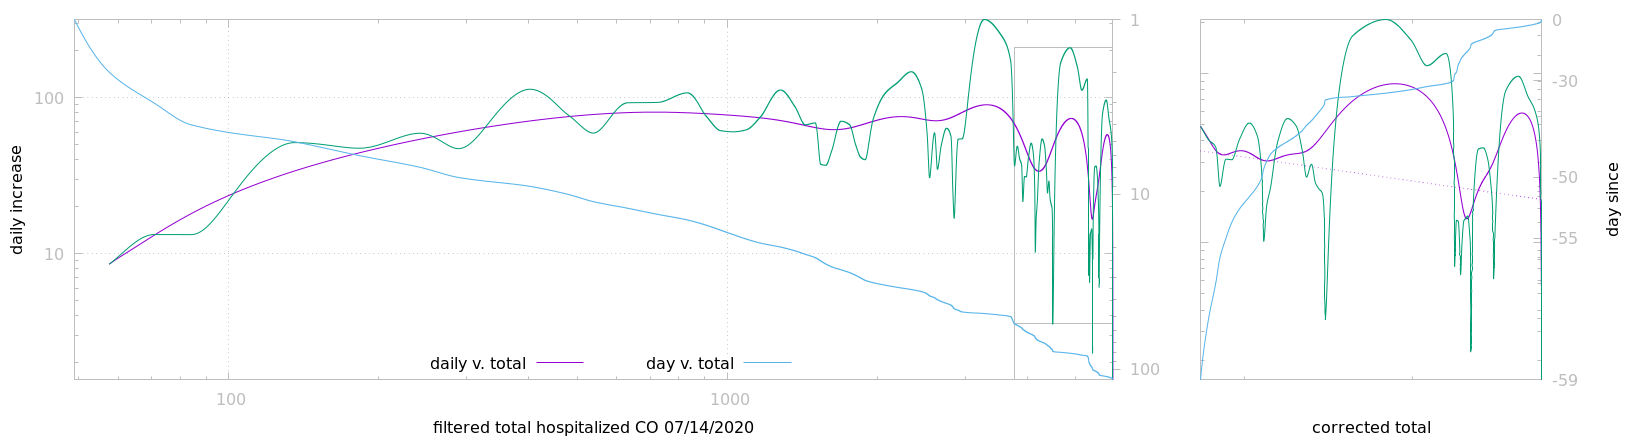 daily increase
100
10
100
1000
1
10
100
daily v. total
day v. total
filtered total hospitalized CO 07/14/2020
0
-30
-50
-55
-59
day since
corrected total